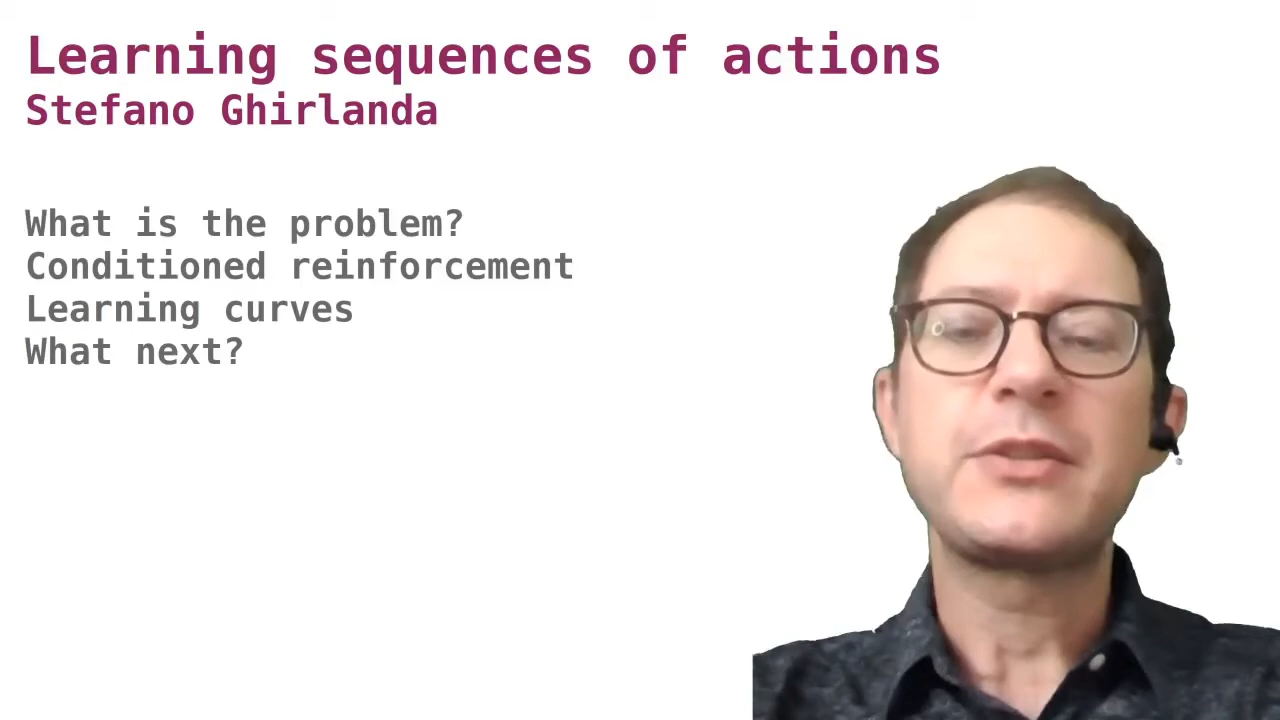 Learning sequences of actions
Stefano Ghirlanda
What is the problem?
Conditioned reinforcement
Learning curves
What next?